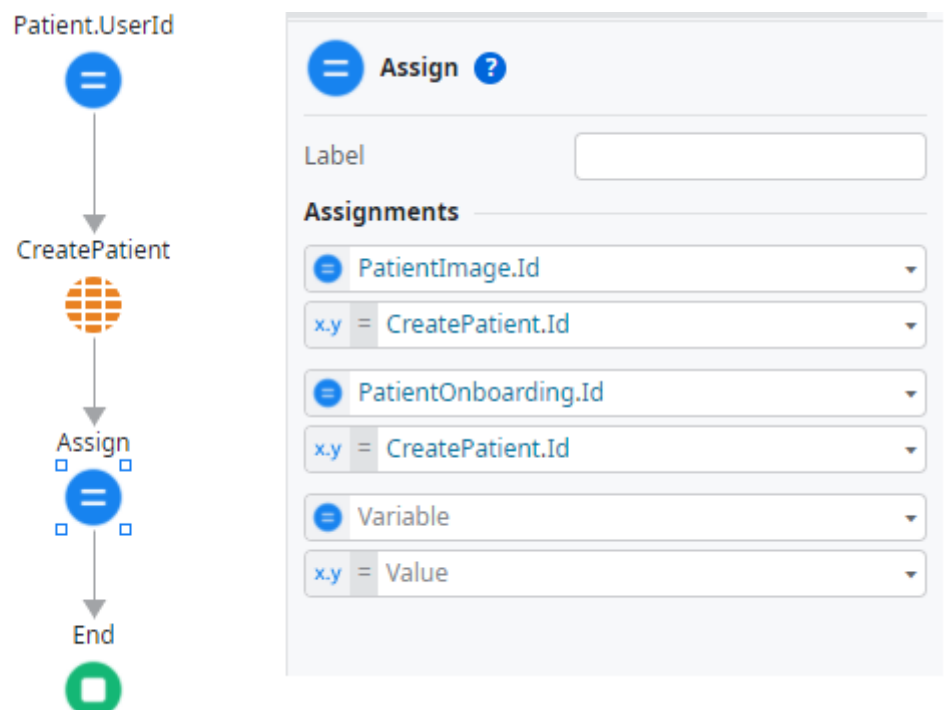 Patient.UserId
CreatePatient
Assign
End
Assign ?
Label
Assignments
PatientImage.Id
x.y = CreatePatient.Id
PatientOnboarding.Id
x.y = CreatePatient.Id
Variable
x.y = Value